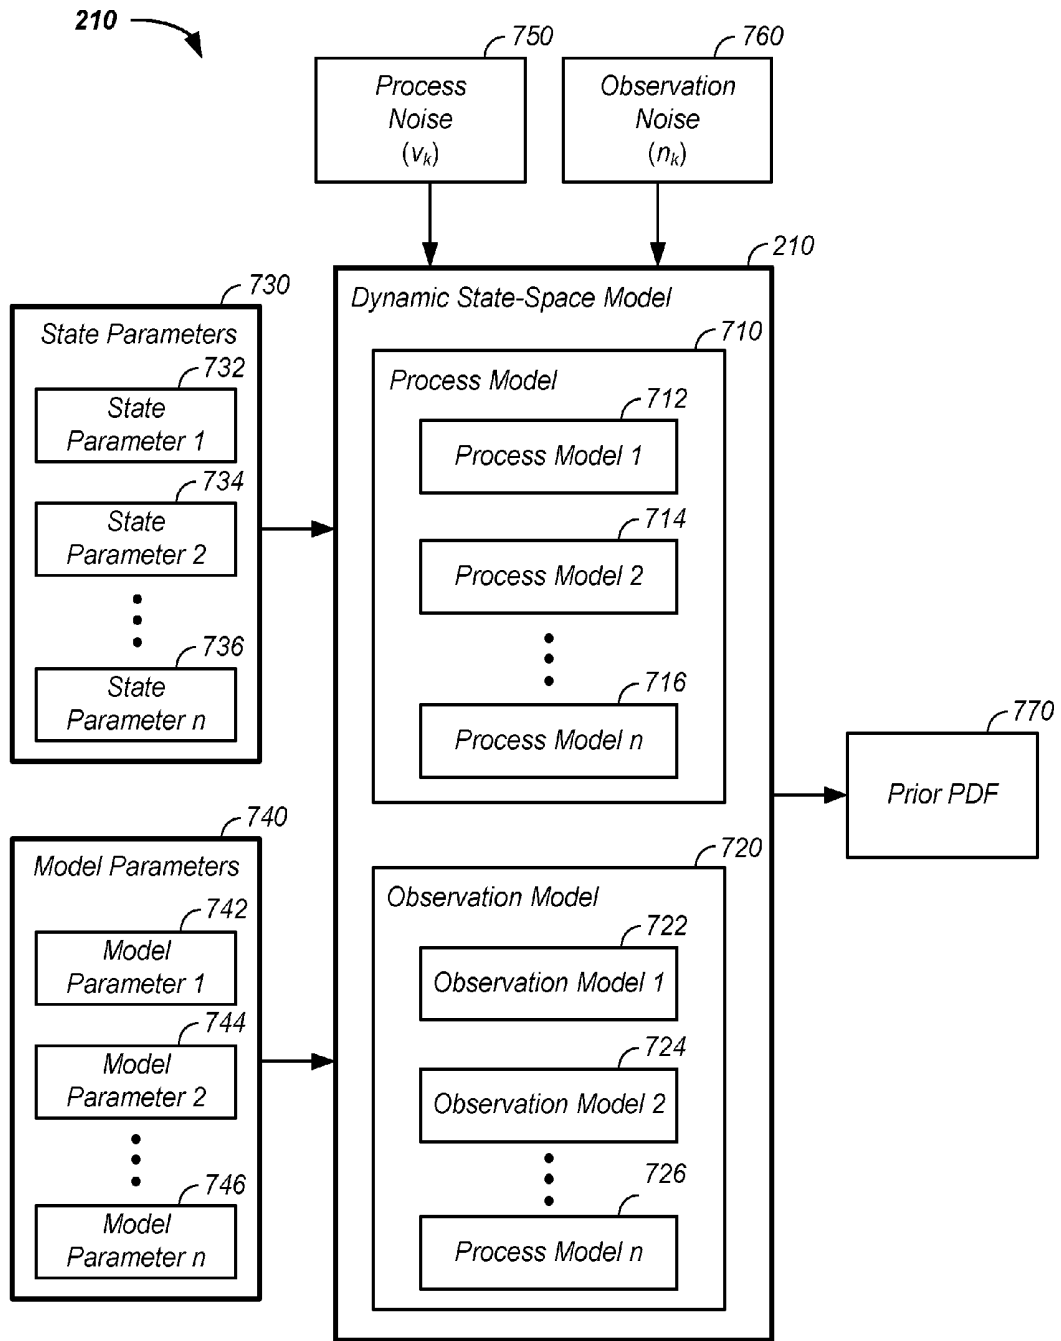 210
750
Process
Noise
(vk)
760
Observation
Noise
(nk)
210
Dynamic State-Space Model
730
State Parameters
732
State
Parameter 1
734
State
Parameter 2
736
State
Parameter n
740
Model Parameters
742
Model
Parameter 1
744
Model
Parameter 2
746
Model
Parameter n
710
Process Model
712
Process Model 1
714
Process Model 2
716
Process Model n
720
Observation Model
722
Observation Model 1
724
Observation Model 2
726
Process Model n
770
Prior PDF